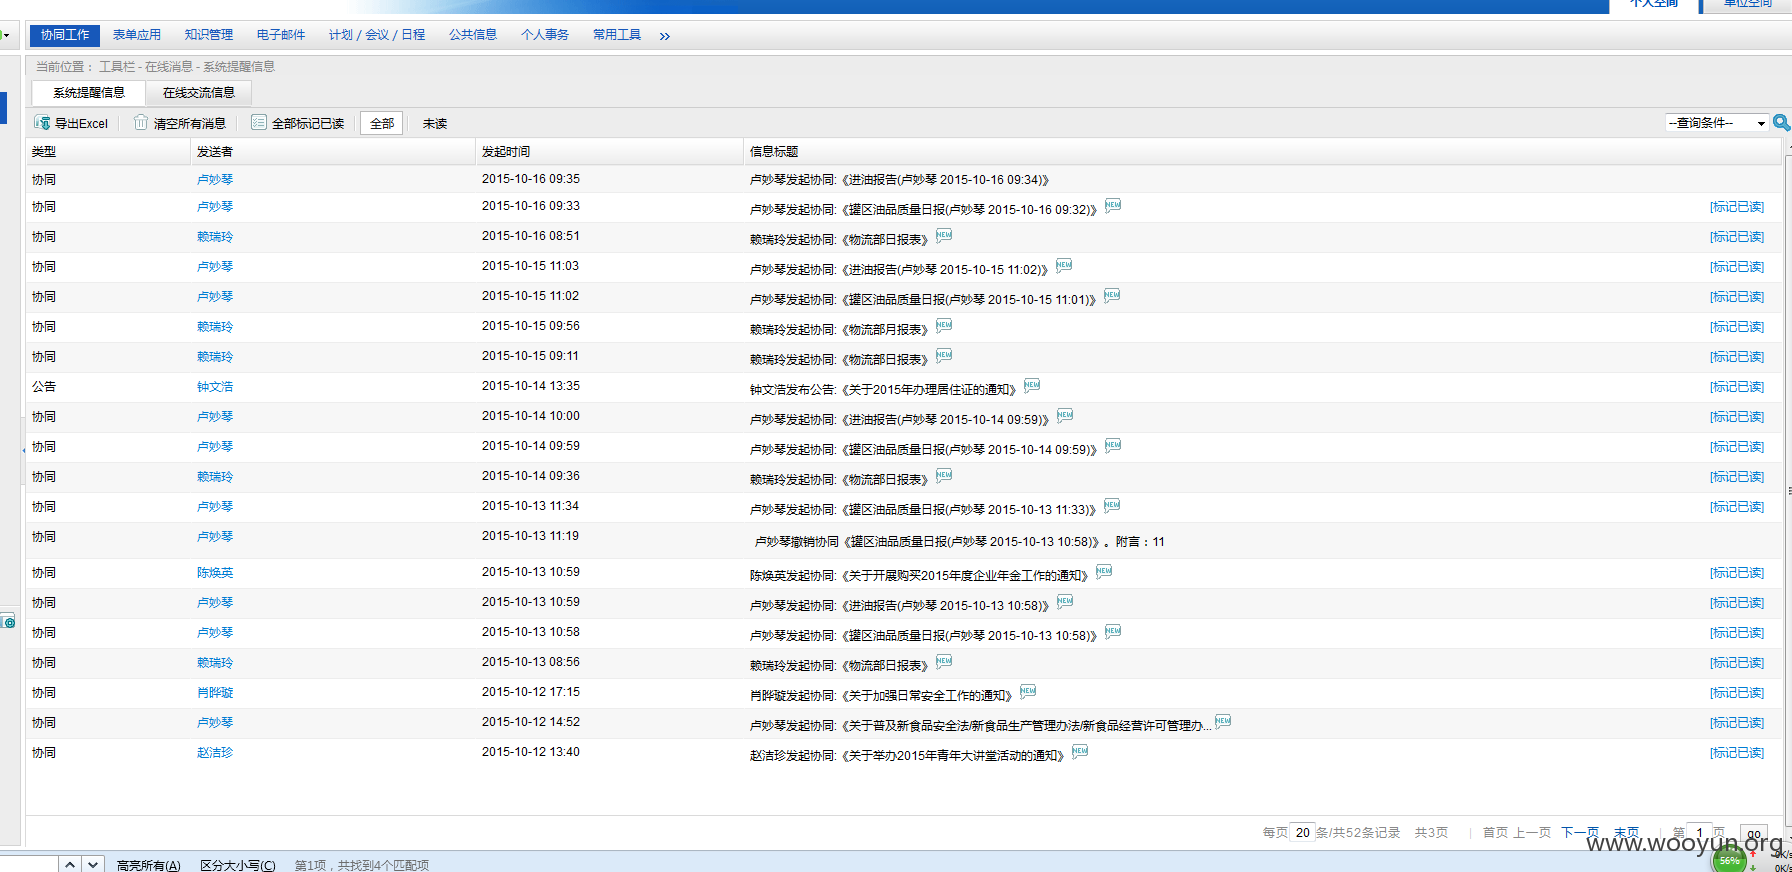 个人空间 单位空间
协同工作 表单应用 知识管理 电子邮件 计划 / 会议 / 日程 公共信息 个人事务 常用工具 »
当前位置： 工具栏 - 在线消息 - 系统提醒信息
系统提醒信息 在线交流信息
导出Excel 清空所有消息 全部标记已读 全部 未读 --查询条件--
类型 发送者 发起时间 信息标题
协同 卢妙琴 2015-10-16 09:35 卢妙琴发起协同:《进油报告(卢妙琴 2015-10-16 09:34)》
协同 卢妙琴 2015-10-16 09:33 卢妙琴发起协同:《罐区油品质量日报(卢妙琴 2015-10-16 09:32)》 NEW [标记已读]
协同 赖瑞玲 2015-10-16 08:51 赖瑞玲发起协同:《物流部日报表》 NEW [标记已读]
协同 卢妙琴 2015-10-15 11:03 卢妙琴发起协同:《进油报告(卢妙琴 2015-10-15 11:02)》 NEW [标记已读]
协同 卢妙琴 2015-10-15 11:02 卢妙琴发起协同:《罐区油品质量日报(卢妙琴 2015-10-15 11:01)》 NEW [标记已读]
协同 赖瑞玲 2015-10-15 09:56 赖瑞玲发起协同:《物流部月报表》 NEW [标记已读]
协同 赖瑞玲 2015-10-15 09:11 赖瑞玲发起协同:《物流部日报表》 NEW [标记已读]
公告 钟文浩 2015-10-14 13:35 钟文浩发布公告:《关于2015年办理居住证的通知》 NEW [标记已读]
协同 卢妙琴 2015-10-14 10:00 卢妙琴发起协同:《进油报告(卢妙琴 2015-10-14 09:59)》 NEW [标记已读]
协同 卢妙琴 2015-10-14 09:59 卢妙琴发起协同:《罐区油品质量日报(卢妙琴 2015-10-14 09:59)》 NEW [标记已读]
协同 赖瑞玲 2015-10-14 09:36 赖瑞玲发起协同:《物流部日报表》 NEW [标记已读]
协同 卢妙琴 2015-10-13 11:34 卢妙琴发起协同:《罐区油品质量日报(卢妙琴 2015-10-13 11:33)》 NEW [标记已读]
协同 卢妙琴 2015-10-13 11:19 卢妙琴撤销协同《罐区油品质量日报(卢妙琴 2015-10-13 10:58)》。附言：11
协同 陈焕英 2015-10-13 10:59 陈焕英发起协同:《关于开展购买2015年度企业年金工作的通知》 NEW [标记已读]
协同 卢妙琴 2015-10-13 10:59 卢妙琴发起协同:《进油报告(卢妙琴 2015-10-13 10:58)》 NEW [标记已读]
协同 卢妙琴 2015-10-13 10:58 卢妙琴发起协同:《罐区油品质量日报(卢妙琴 2015-10-13 10:58)》 NEW [标记已读]
协同 赖瑞玲 2015-10-13 08:56 赖瑞玲发起协同:《物流部日报表》 NEW [标记已读]
协同 肖晔璇 2015-10-12 17:15 肖晔璇发起协同:《关于加强日常安全工作的通知》 NEW [标记已读]
协同 卢妙琴 2015-10-12 14:52 卢妙琴发起协同:《关于普及新食品安全法/新食品生产管理办法/新食品经营许可管理办... NEW [标记已读]
协同 赵洁珍 2015-10-12 13:40 赵洁珍发起协同:《关于举办2015年青年大讲堂活动的通知》 NEW [标记已读]
每页 20 条/共52条记录 共3页 首页 上一页 下一页 末页 第 1 页 go
www.wooyun.org
高亮所有(A) 区分大小写(C) 第1项，共找到4个匹配项 56% 0K/s
0K/s